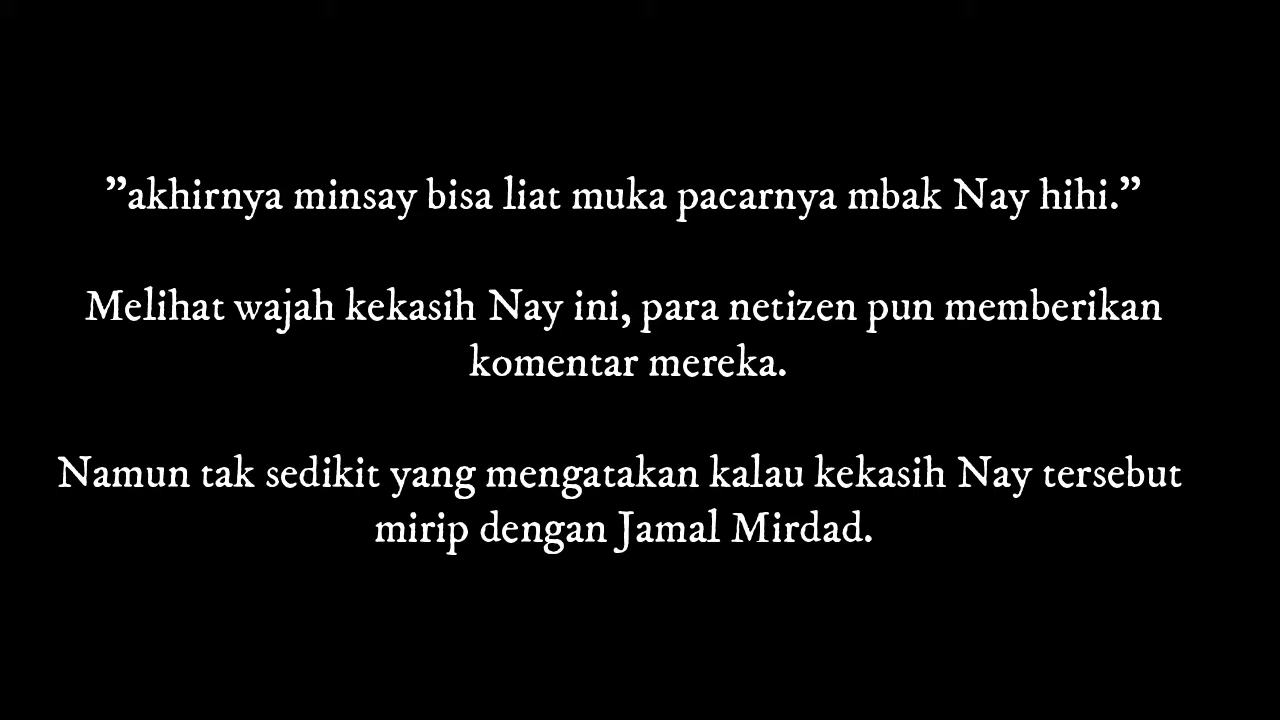 ”akhirnya minsay bisa liat muka pacarnya mbak Nay hihi.”
Melihat wajah kekasih Nay ini, para netizen pun memberikan
komentar mereka.
Namun tak sedikit yang mengatakan kalau kekasih Nay tersebut
mirip dengan Jamal Mirdad.